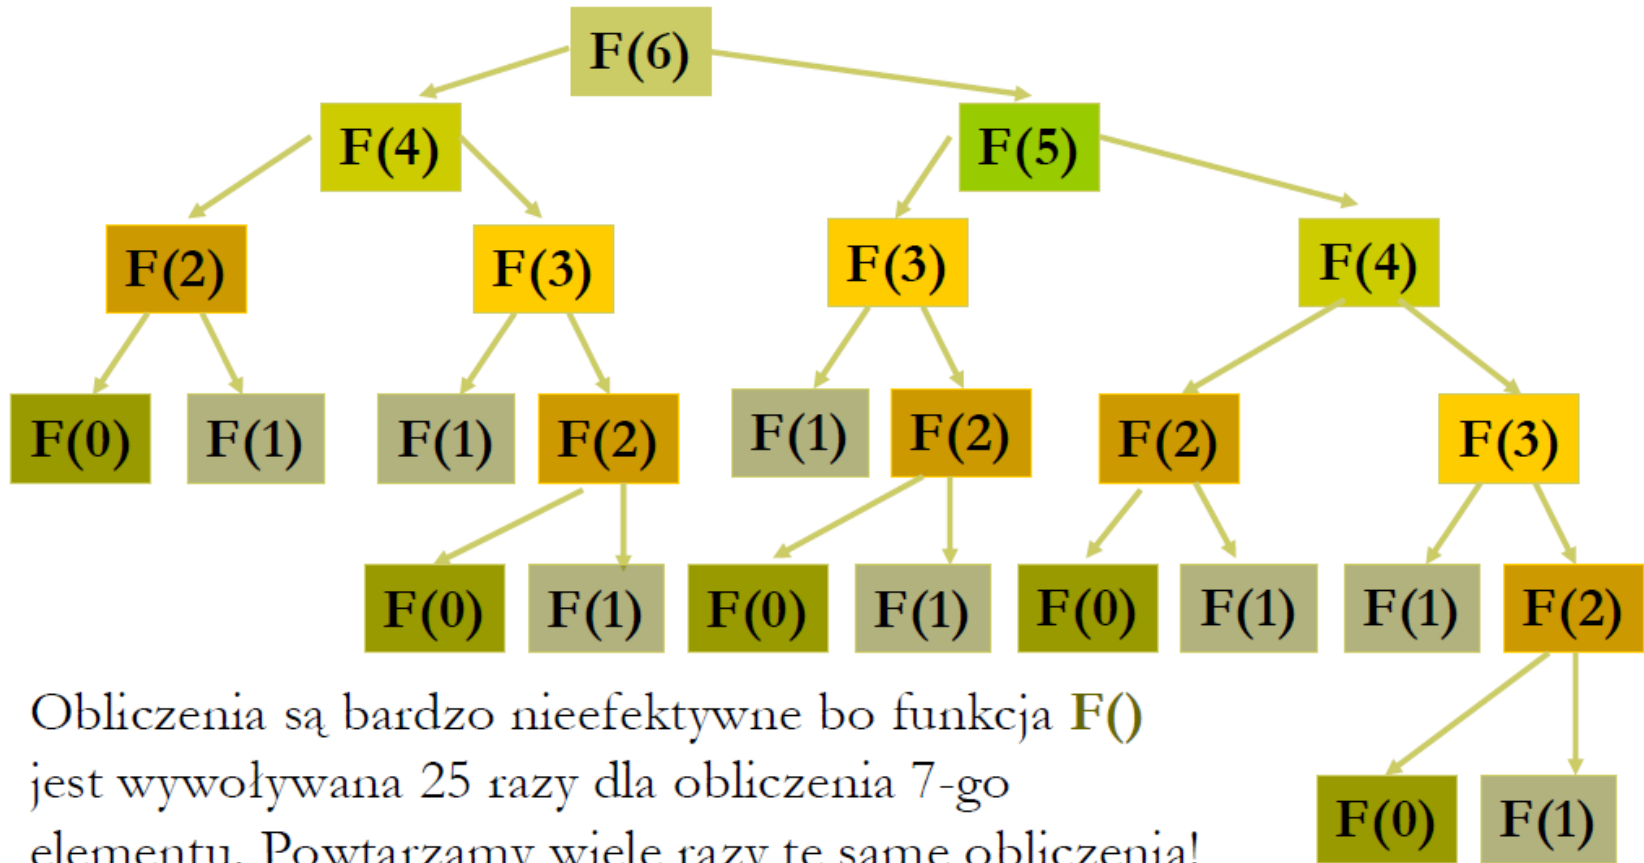 F(6)
F(4) F(5)
F(2) F(3) F(3) F(4)
F(0) F(1) F(1) F(2) F(1) F(2) F(2) F(3)
F(0) F(1) F(0) F(1) F(0) F(1) F(1) F(2)
Obliczenia są bardzo nieefektywne bo funkcja F()
jest wywoływana 25 razy dla obliczenia 7-go
F(0) F(1)
elementu. Powtarzamy wiele razy te same obliczenia!